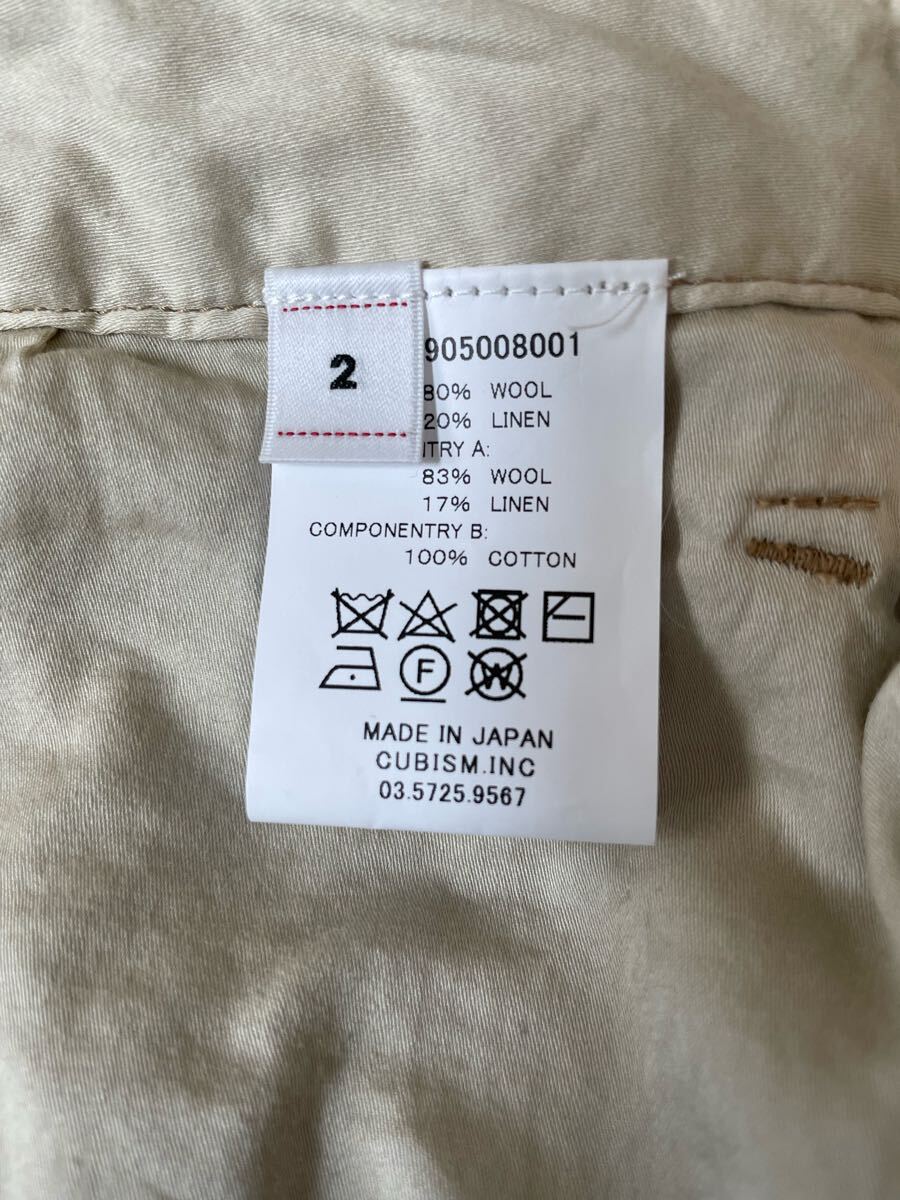 2
905008001
80% WOOL
20% LINEN
NTRY A:
83% WOOL
17% LINEN
COMPONENTRY B:
100% COTTON
F
W
MADE IN JAPAN
CUBISM.INC
03.5725.9567